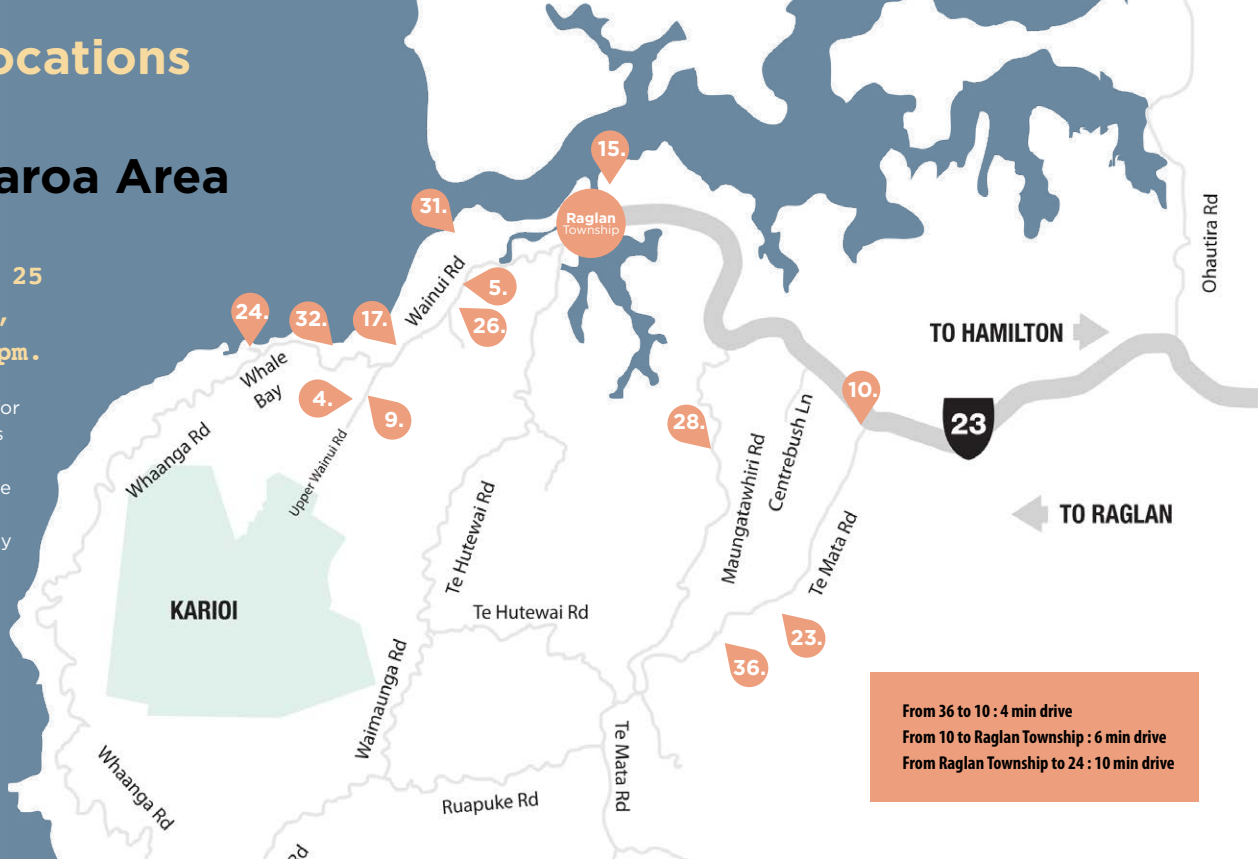 ocations
aroa Area
25
,
pm.
or
s
e
y
15.
Raglan
Township
31.
Wainui Rd
5.
26.
24.
32.
17.
Whale
Bay
4.
9.
Whaanga Rd
Upper Wainui Rd
KARIOI
Te Hutewai Rd
Te Hutewai Rd
Waimaunga Rd
Whaanga Rd
Ruapuke Rd
Te Mata Rd
Rd
28.
Maungatawhiri Rd
Centrebush Ln
10.
Te Mata Rd
23.
36.
Ohautira Rd
TO HAMILTON
23
TO RAGLAN
From 36 to 10 : 4 min drive
From 10 to Raglan Township : 6 min drive
From Raglan Township to 24 : 10 min drive